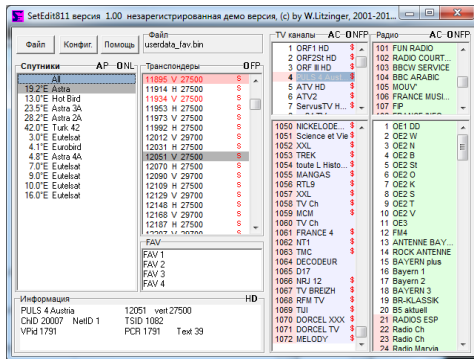 SetEdit811 версия 1.00 незарегистрированная демо версия, (c) by W.Litzinger, 2001-201...
Файл
Конфиг.
Помощь
Файл
userdata_fav.bin
Спутники AP-ONL
All
19.2°E Astra
13.0°E Hot Bird
23.5°E Astra 3A
28.2°E Astra 2A
42.0°E Turk 42
3.0°E Eutelsat
4.1°E Eurobird
4.8°E Astra 4A
7.0°E Eutelsat
9.0°E Eutelsat
10.0°E Eutelsat
16.0°E Eutelsat
Транспондеры OFP
11895 V 27500 S
11914 H 27500 S
11934 V 27500 S
11953 H 27500 S
11973 V 27500 S
11992 H 27500 S
12012 V 29700 S
12031 H 27500 S
12051 V 27500 S
12070 H 27500 S
12090 V 29700 S
12109 H 27500 S
12129 V 29700 S
12148 H 27500 S
12168 V 29700 S
12187 H 27500 S
FAV
FAV 1
FAV 2
FAV 3
FAV 4
TV каналы AC ONFP
1 ORF1 HD $
2 ORF2St HD $
3 ORF III HD $
4 PULS 4 Aust... $
5 ATV HD $
6 ATV2 $
7 ServusTV H... $
1050 NICKELODE... $
1051 Science et Vie $
1052 XXL $
1053 TREK $
1054 toute L Histo... $
1055 MANGAS $
1056 RTL9 $
1057 XXL $
1058 TV Ch $
1059 MCM $
1060 TV Ch
1061 FRANCE 4 $
1062 NT1 $
1063 TMC $
1064 DECODEUR
1065 D17
1066 NRJ 12 $
1067 TV BREIZH $
1068 RFM TV $
1069 TIJI $
1070 DORCEL XXX $
1071 DORCEL TV $
1072 MELODY $
Радио AC ONFP
101 FUN RADIO
102 RADIO COURT...
103 BBCW SERVICE
104 BBC ARABIC
105 MOUV'
106 FRANCE MUSI...
107 FIP
1 OE1 DD
2 OE2 W
3 OE2 N
4 OE2 B
5 OE2 St
6 OE2 O
7 OE2 K
8 OE2 S
9 OE2 T
10 OE2 V
11 OE3
12 FM4
13 ANTENNE BAY...
14 ROCK ANTENNE
15 BAYERN plus
16 Bayern 1
17 Bayern 2
18 BAYERN 3
19 BR-KLASSIK
20 B5 aktuell
21 RADIOS ESP
22 Radio Ch
23 Radio Ch
24 Radio Maria
Информация HD
PULS 4 Austria 12051 vert 27500
ChID 20007 NetID 1 TSID 1082
VPid 1791 PCR 1791 Text 39